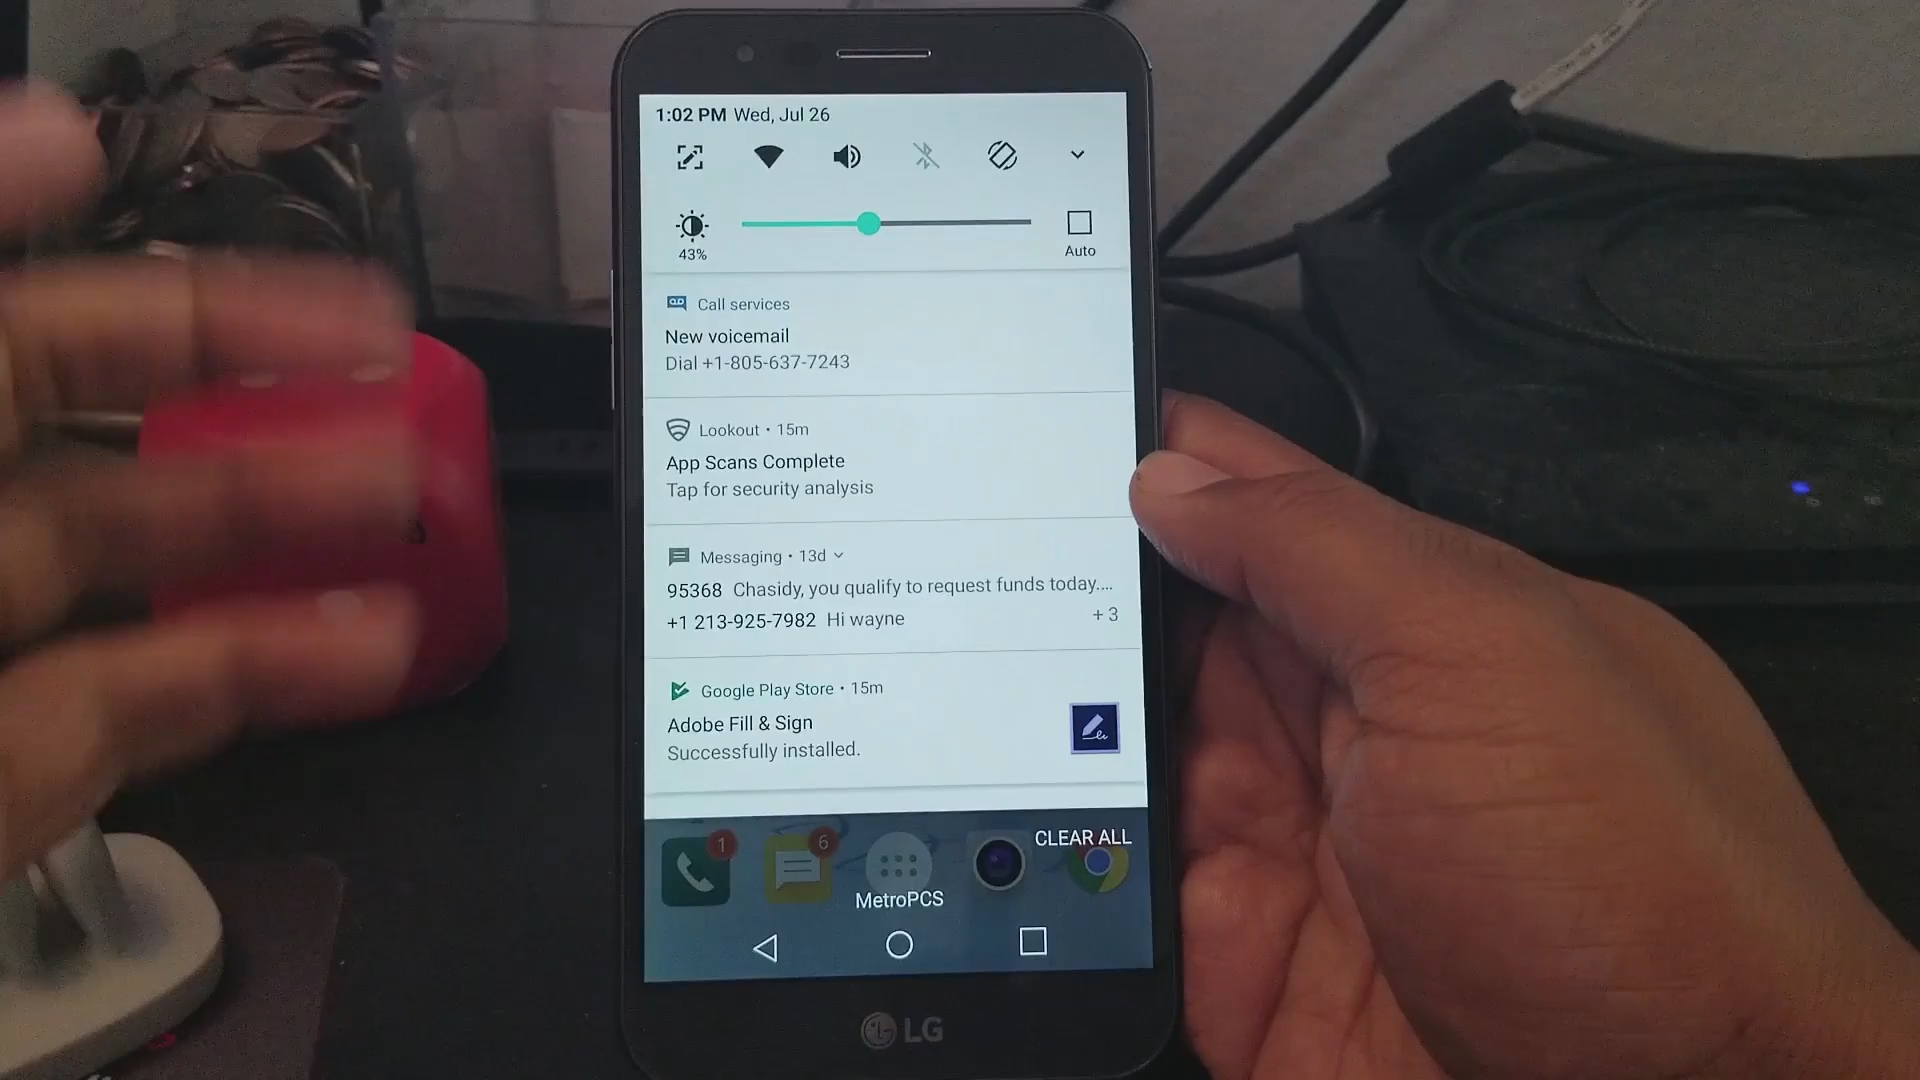 1:02 PM Wed, Jul 26
43%
Auto
Call services
New voicemail
Dial +1-805-637-7243
Lookout • 15m
App Scans Complete
Tap for security analysis
Messaging • 13d
95368 Chasidy, you qualify to request funds today....
+1 213-925-7982 Hi wayne + 3
Google Play Store • 15m
Adobe Fill & Sign
Successfully installed.
CLEAR ALL
1
6
MetroPCS
LG